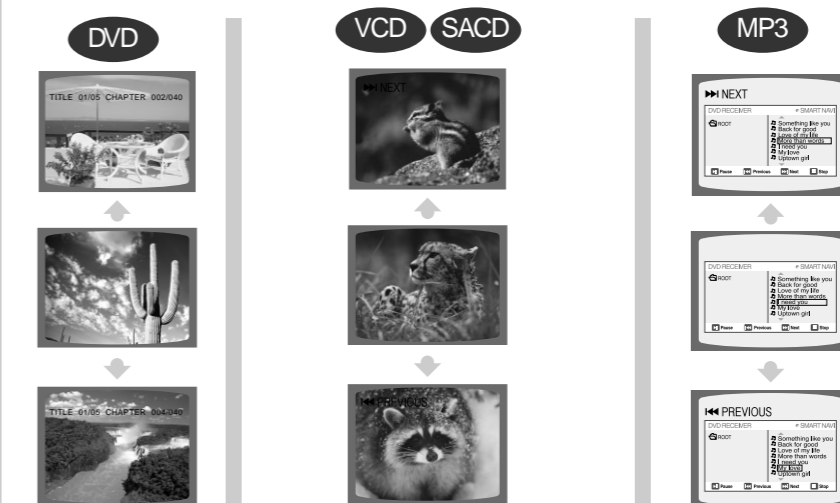 DVD
TITLE 01/05 CHAPTER 002/040
TITLE 01/05 CHAPTER 004/040
VCD SACD
NEXT
PREVIOUS
MP3
NEXT
DVD RECEIVER SMART NAVI
ROOT
Something like you
Back for good
Love of my life
More than words
I need you
My love
Uptown girl
Pause Previous Next Stop
DVD RECEIVER SMART NAVI
ROOT
Something like you
Back for good
Love of my life
More than words
I need you
My love
Uptown girl
Pause Previous Next Stop
PREVIOUS
DVD RECEIVER SMART NAVI
ROOT
Something like you
Back for good
Love of my life
More than words
I need you
My love
Uptown girl
Pause Previous Next Stop